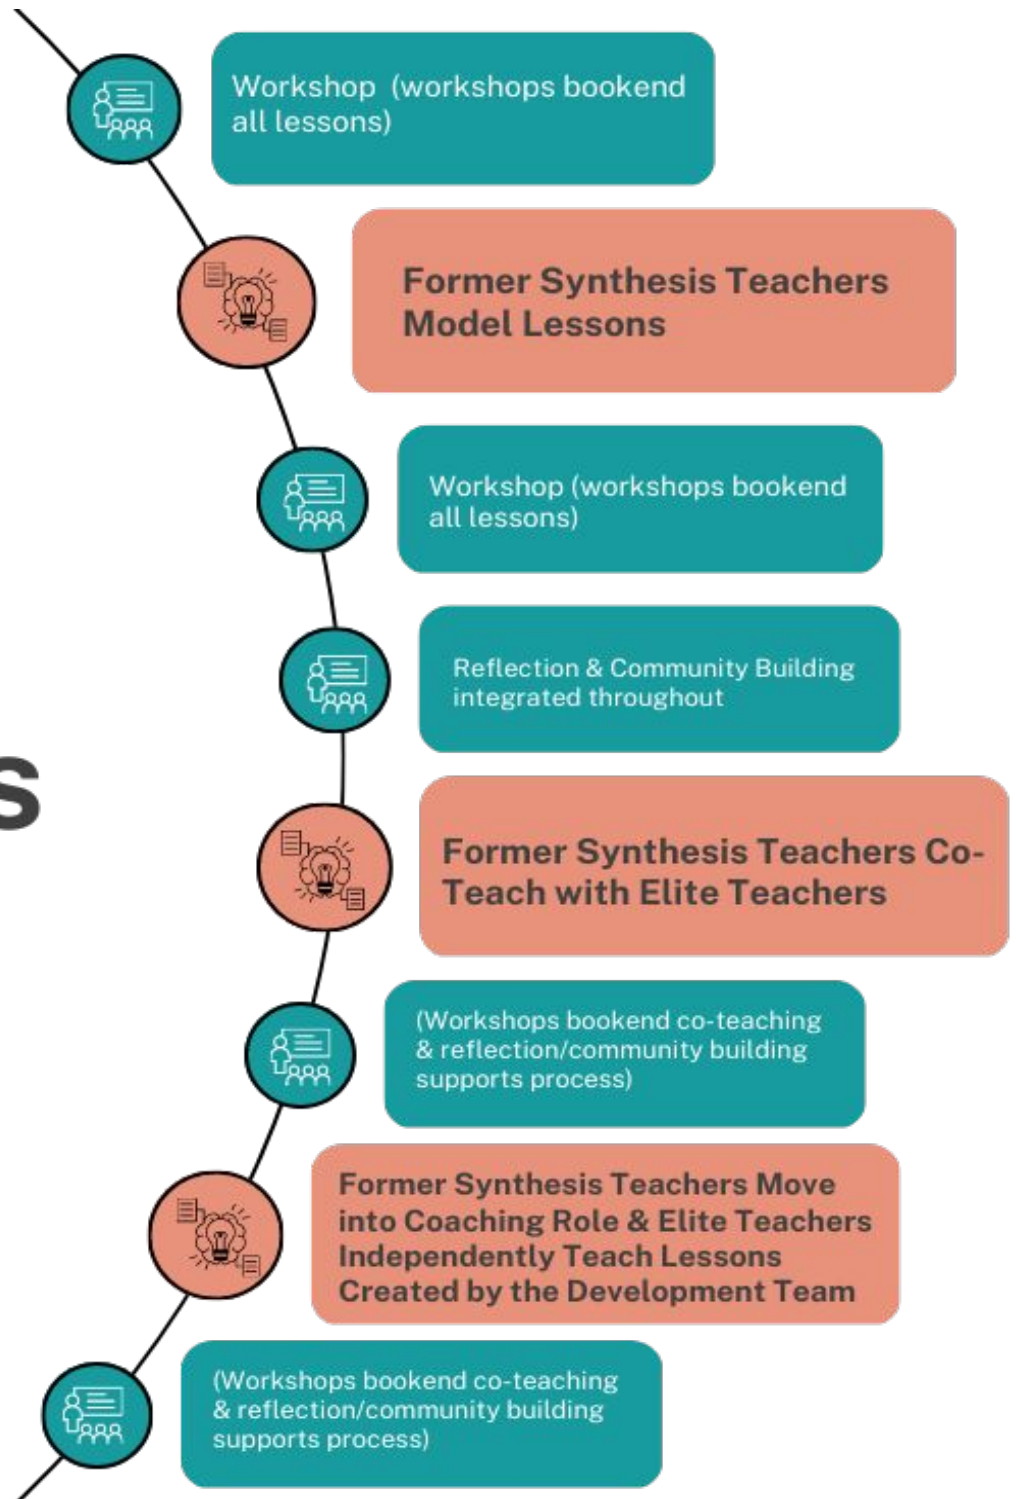 Workshop (workshops bookend
all lessons)
Former Synthesis Teachers
Model Lessons
Workshop (workshops bookend
all lessons)
Reflection & Community Building
integrated throughout
s
Former Synthesis Teachers Co-
Teach with Elite Teachers
(Workshops bookend co-teaching
& reflection/community building
supports process)
Former Synthesis Teachers Move
into Coaching Role & Elite Teachers
Independently Teach Lessons
Created by the Development Team
(Workshops bookend co-teaching
& reflection/community building
supports process)